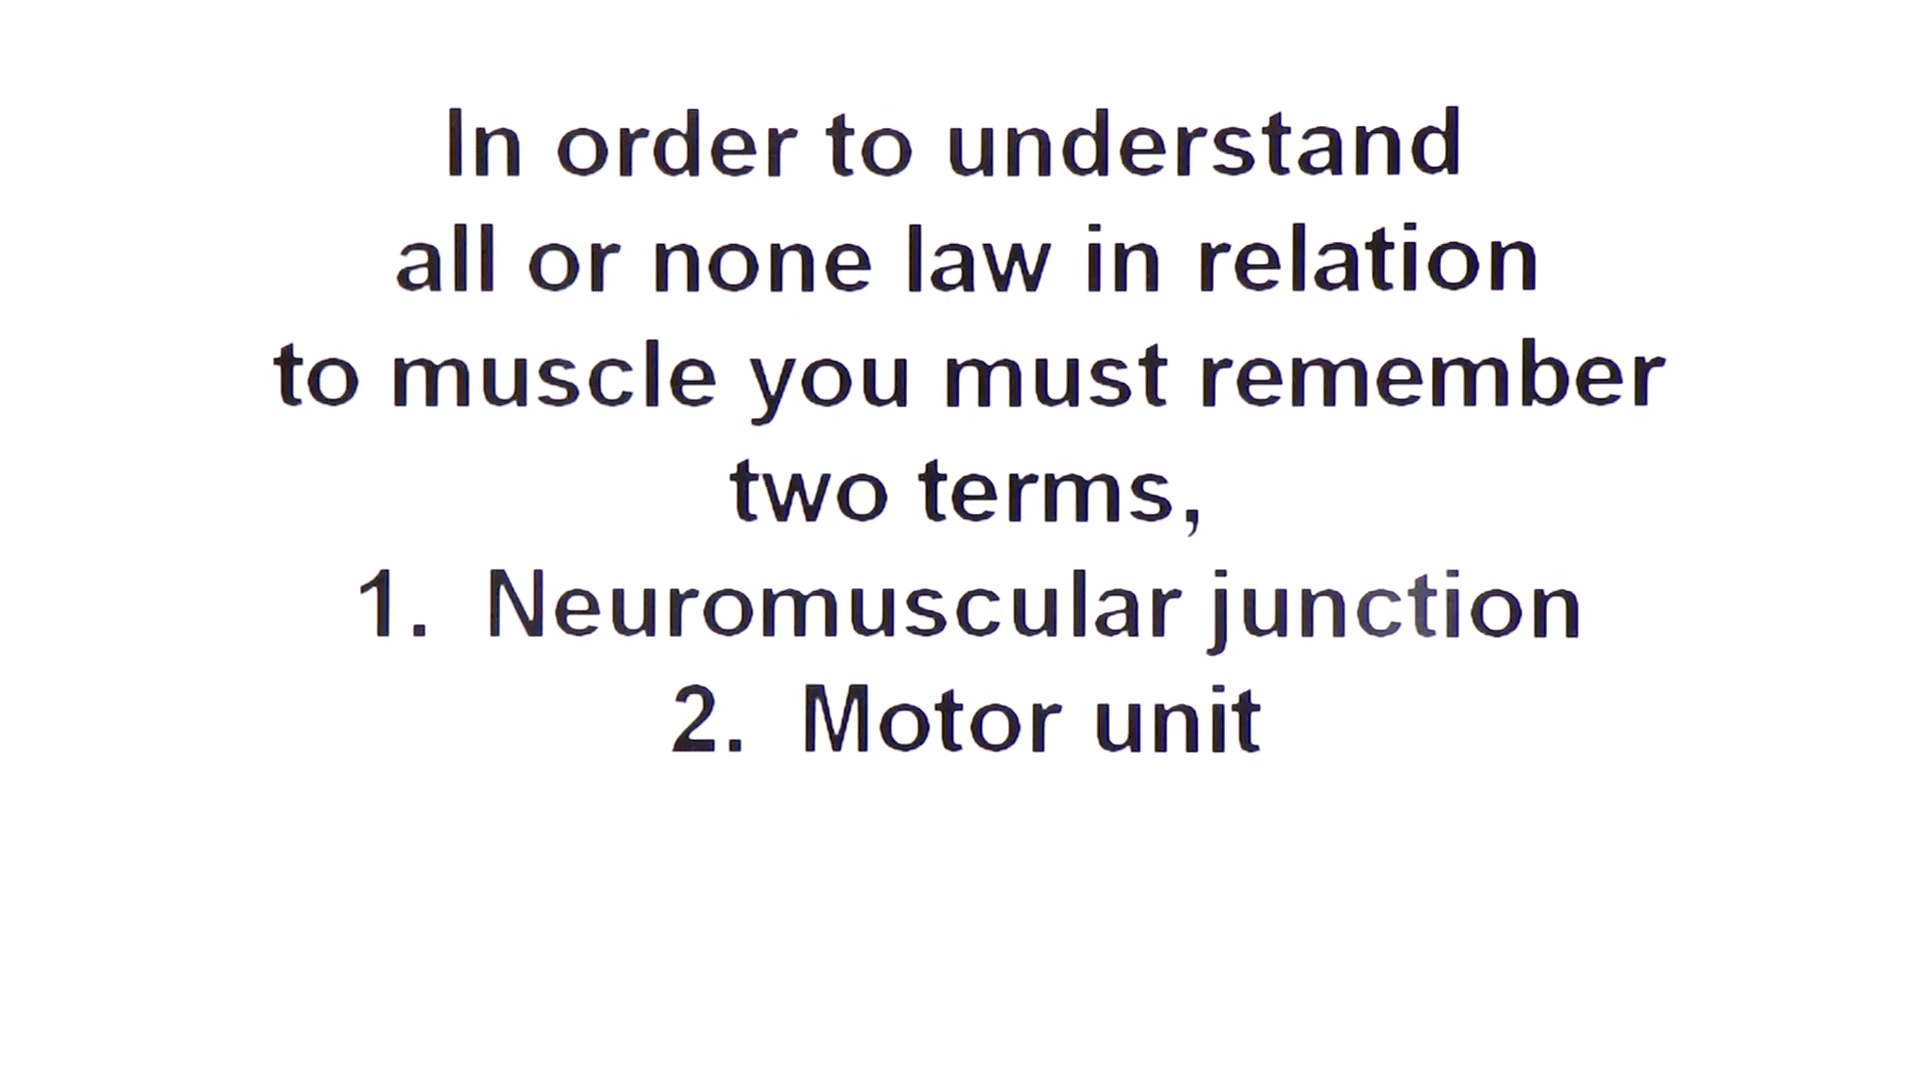 In order to understand
all or none law in relation
to muscle you must remember
two terms,
1. Neuromuscular junction
2. Motor unit